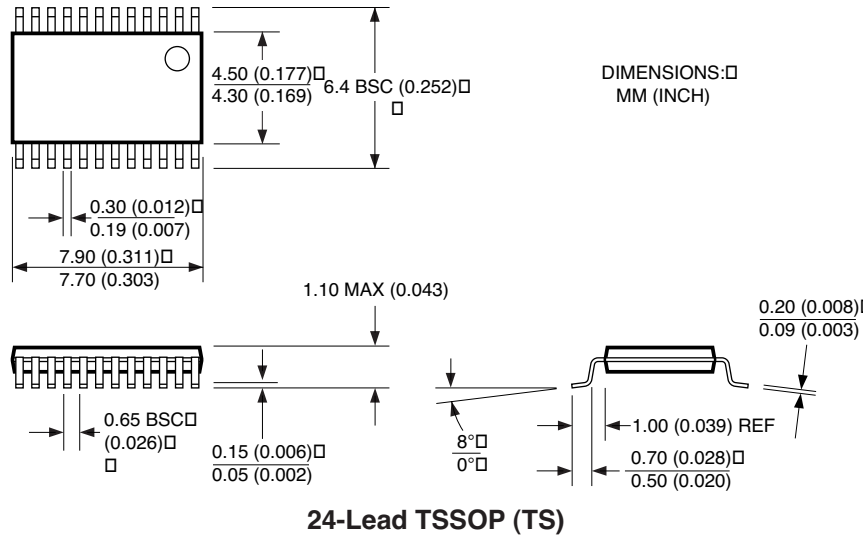 4.50 (0.177)□
4.30 (0.169)
6.4 BSC (0.252)□
□
DIMENSIONS:□
MM (INCH)
0.30 (0.012)□
0.19 (0.007)
7.90 (0.311)□
7.70 (0.303)
1.10 MAX (0.043)
0.20 (0.008)□
0.09 (0.003)
0.65 BSC□
(0.026)□
□
0.15 (0.006)□
0.05 (0.002)
8°□
0°□
1.00 (0.039) REF
0.70 (0.028)□
0.50 (0.020)
24-Lead TSSOP (TS)